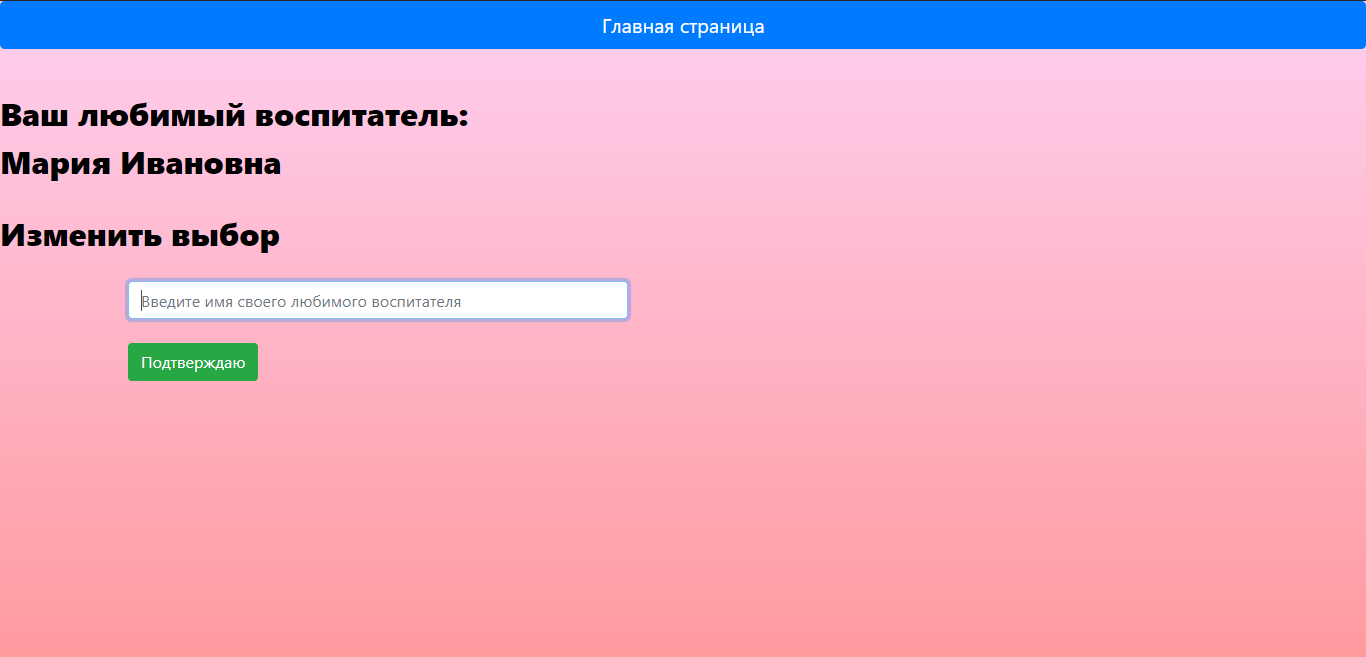 Главная страница
Ваш любимый воспитатель:
Мария Ивановна
Изменить выбор
Введите имя своего любимого воспитателя
Подтверждаю